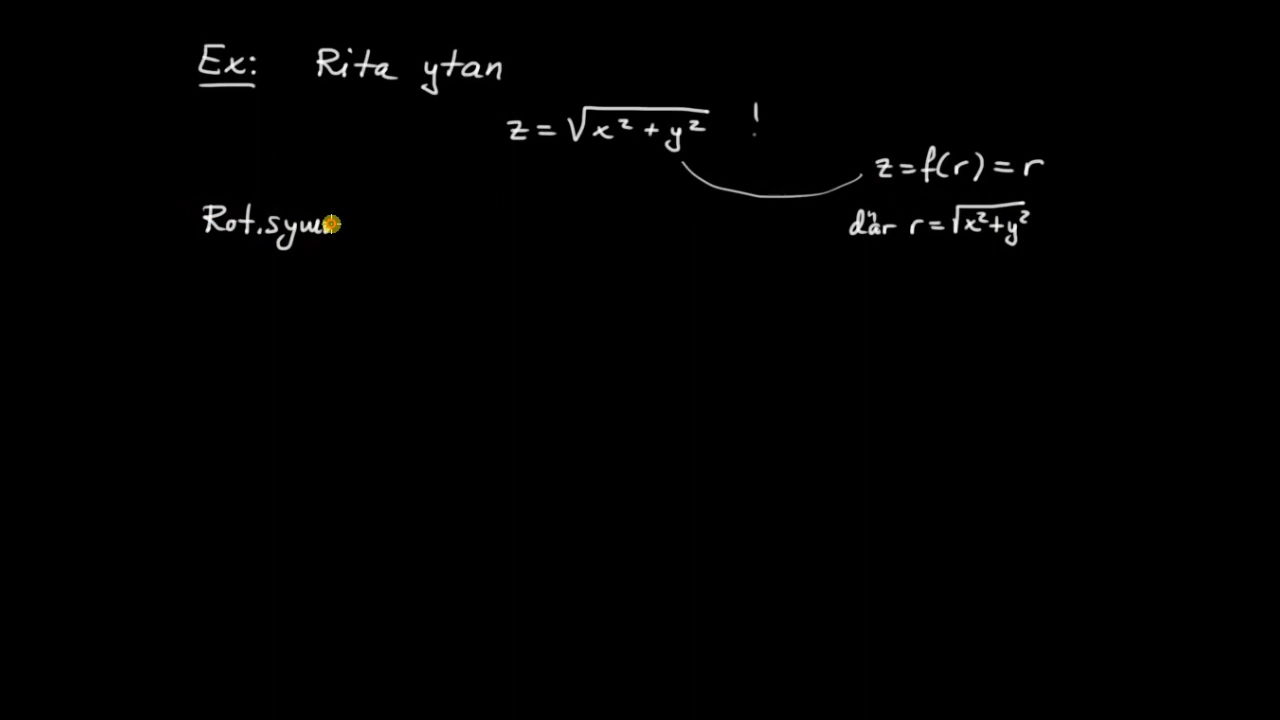 Ex: Rita ytan
z = √(x² + y²) !
z = f(r) = r
där r = √(x² + y²)
Rot.sym